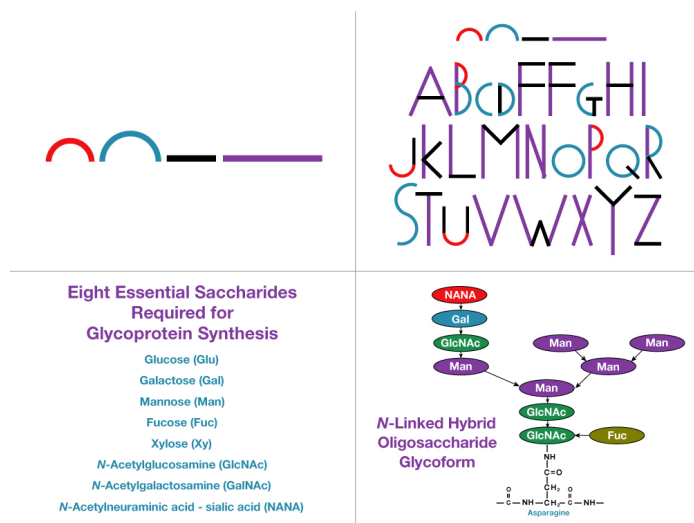 ABCDFFGHI
JKLMNOPQR
STUVWXYZ
Eight Essential Saccharides
Required for
Glycoprotein Synthesis
Glucose (Glu)
Galactose (Gal)
Mannose (Man)
Fucose (Fuc)
Xylose (Xy)
N-Acetylglucosamine (GlcNAc)
N-Acetylgalactosamine (GalNAc)
N-Acetylneuraminic acid - sialic acid (NANA)
NANA
Gal
GlcNAc
Man
Man
Man
Man
Man
GlcNAc
GlcNAc
Fuc
N-Linked Hybrid
Oligosaccharide
Glycoform
NH
C=O
CH₂
O
O
C—NH—CH₃—C—NH
Asparagine